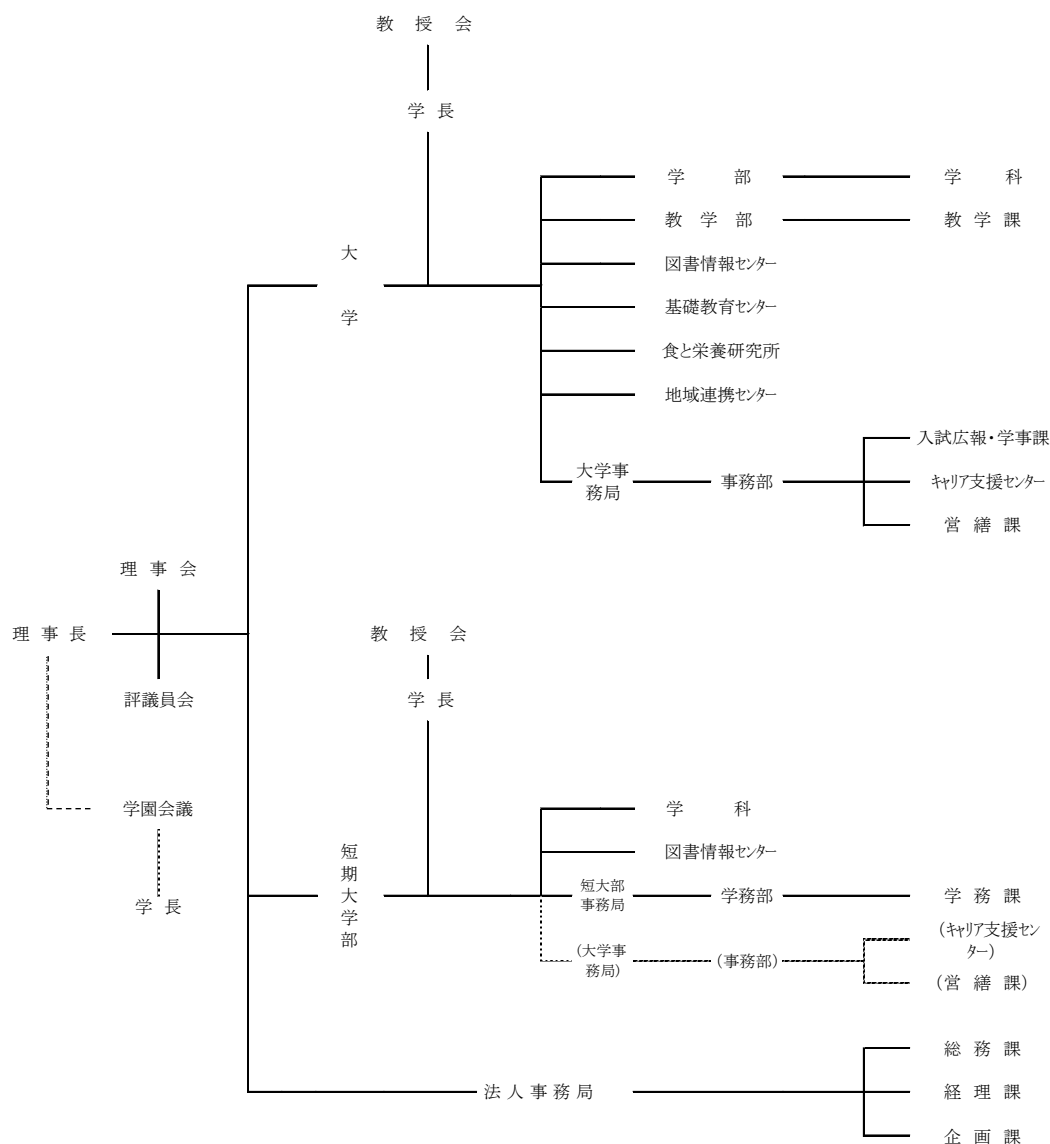 教 授 会
学 長
学 部
学 科
教 学 部
教 学 課
大 学
図書情報センター
基礎教育センター
食と栄養研究所
地域連携センター
入試広報・学事課
大学事
務局
事務部
キャリア支援センター
営 繕 課
理 事 会
理 事 長
教 授 会
評議員会
学 長
学園会議
学 科
図書情報センター
短期大学部
短大部
事務局
学務部
学 務 課
学 長
(キャリア支援セン
ター)
(大学事
務局)
(事務部)
(営 繕 課)
総 務 課
法 人 事 務 局
経 理 課
企 画 課